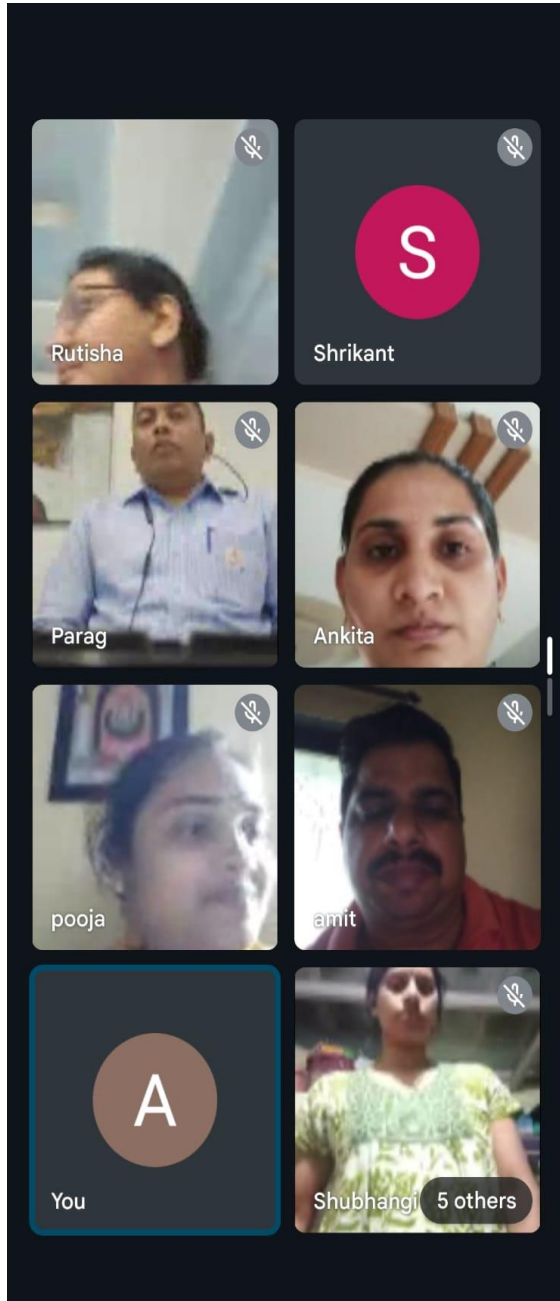 Rutisha
S
Shrikant
Parag
Ankita
pooja
amit
A
You
Shubhangi
5 others